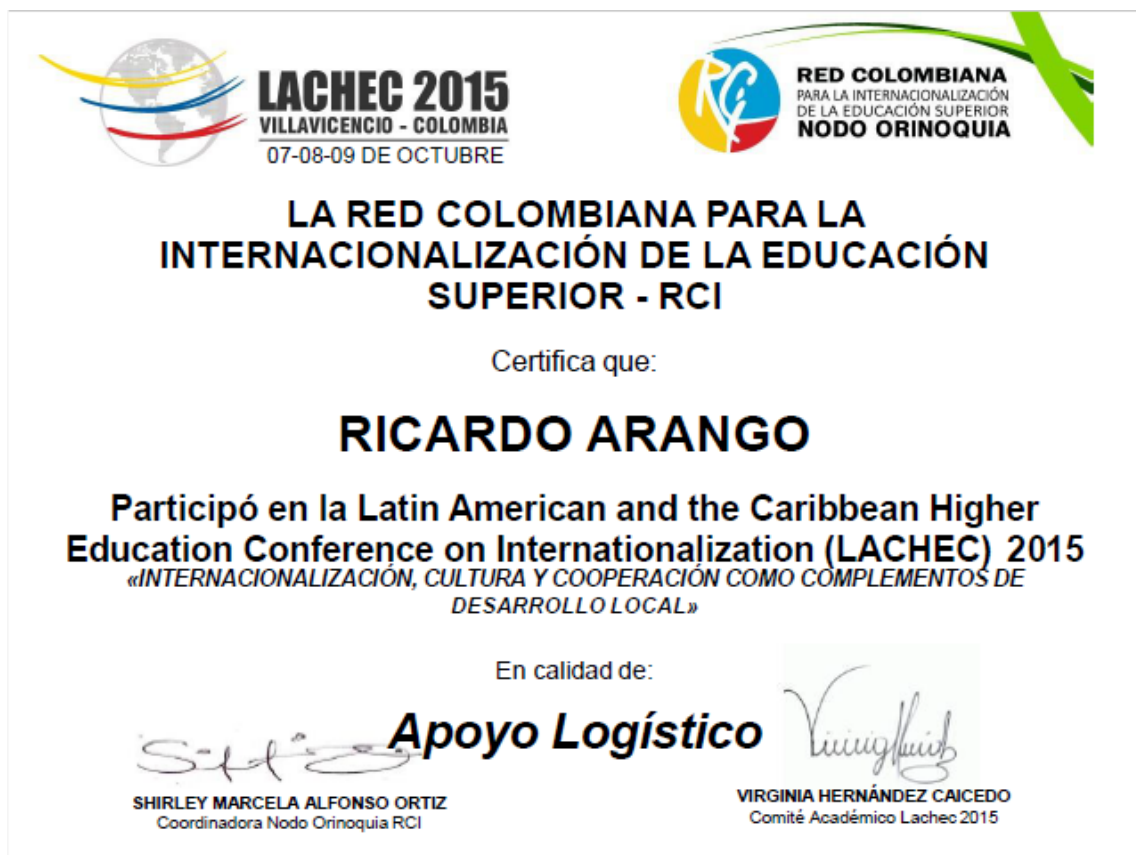 LACHEC 2015
VILLAVICENCIO - COLOMBIA
07-08-09 DE OCTUBRE
RCI
RED COLOMBIANA
PARA LA INTERNACIONALIZACIÓN
DE LA EDUCACIÓN SUPERIOR
NODO ORINOQUIA
LA RED COLOMBIANA PARA LA
INTERNACIONALIZACIÓN DE LA EDUCACIÓN
SUPERIOR - RCI
Certifica que:
RICARDO ARANGO
Participó en la Latin American and the Caribbean Higher
Education Conference on Internationalization (LACHEC) 2015
«INTERNACIONALIZACIÓN, CULTURA Y COOPERACIÓN COMO COMPLEMENTOS DE
DESARROLLO LOCAL»
En calidad de:
Apoyo Logístico
SHIRLEY MARCELA ALFONSO ORTIZ
Coordinadora Nodo Orinoquia RCI
VIRGINIA HERNÁNDEZ CAICEDO
Comité Académico Lachec 2015